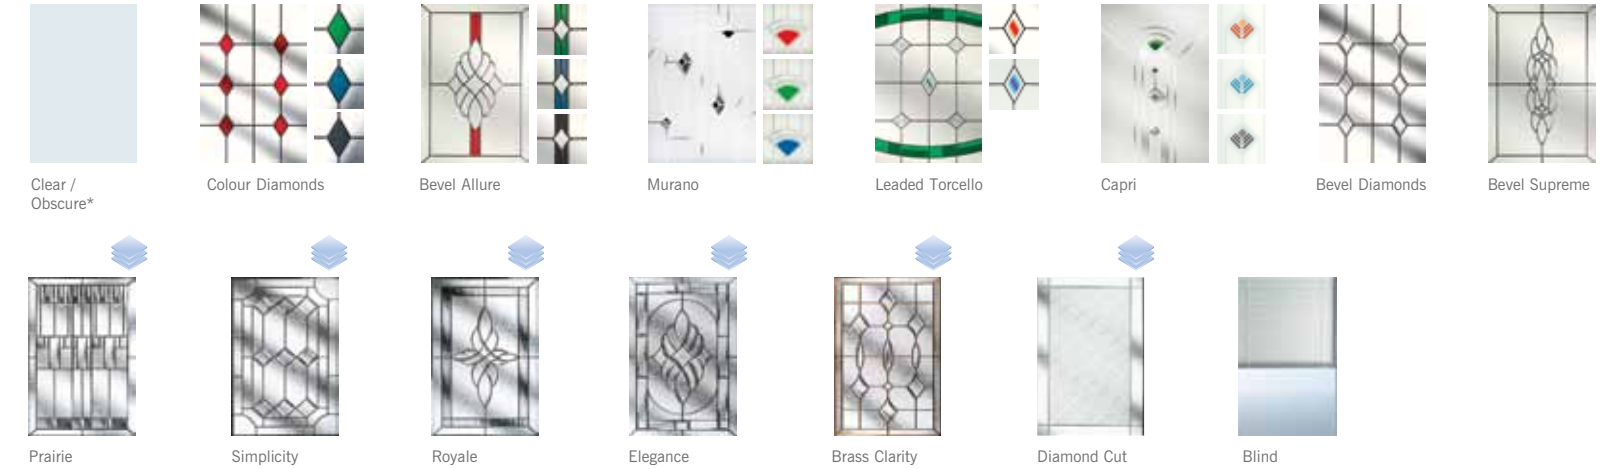 Clear /
Obscure*
Colour Diamonds
Bevel Allure
Murano
Leaded Torcello
Capri
Bevel Diamonds
Bevel Supreme
Prairie
Simplicity
Royale
Elegance
Brass Clarity
Diamond Cut
Blind